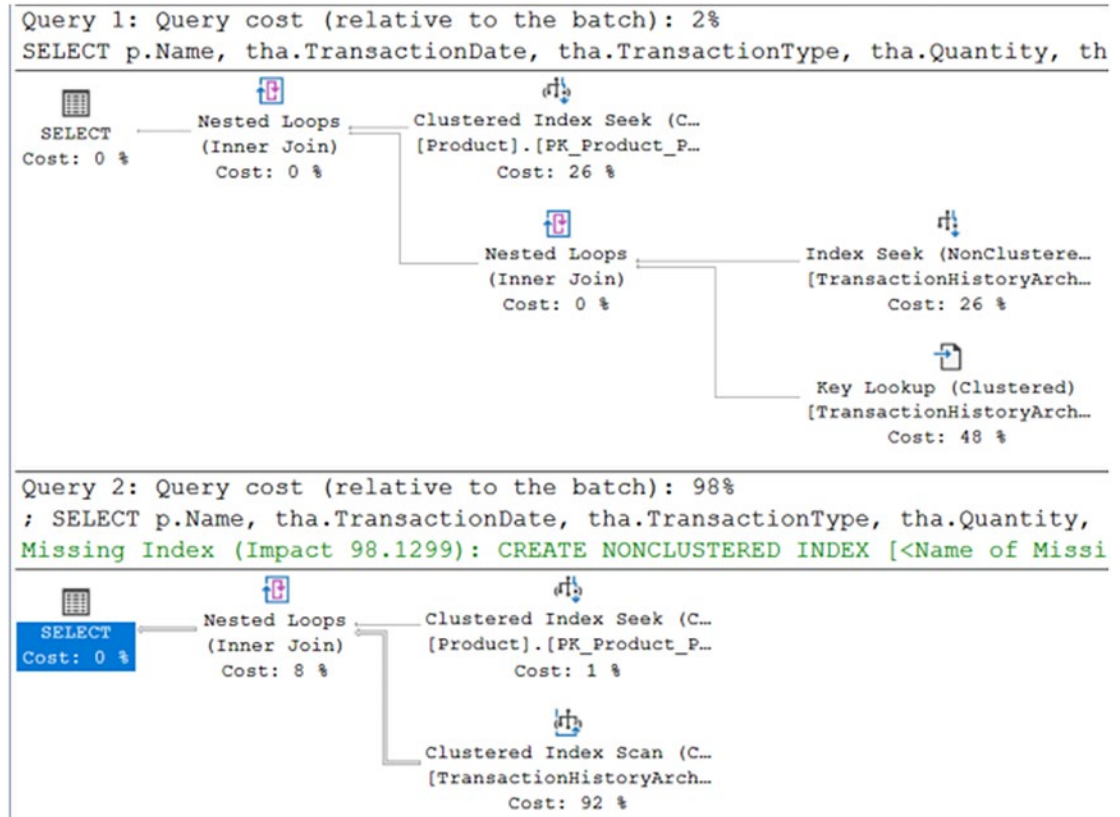 Query 1: Query cost (relative to the batch): 2%
SELECT p.Name, tha.TransactionDate, tha.TransactionType, tha.Quantity, th
SELECT
Cost: 0 %
Nested Loops
(Inner Join)
Cost: 0 %
Clustered Index Seek (C…
[Product].[PK_Product_P…
Cost: 26 %
Nested Loops
(Inner Join)
Cost: 0 %
Index Seek (NonClustere…
[TransactionHistoryArch…
Cost: 26 %
Key Lookup (Clustered)
[TransactionHistoryArch…
Cost: 48 %
Query 2: Query cost (relative to the batch): 98%
; SELECT p.Name, tha.TransactionDate, tha.TransactionType, tha.Quantity,
Missing Index (Impact 98.1299): CREATE NONCLUSTERED INDEX [<Name of Missi
SELECT
Cost: 0 %
Nested Loops
(Inner Join)
Cost: 8 %
Clustered Index Seek (C…
[Product].[PK_Product_P…
Cost: 1 %
Clustered Index Scan (C…
[TransactionHistoryArch…
Cost: 92 %